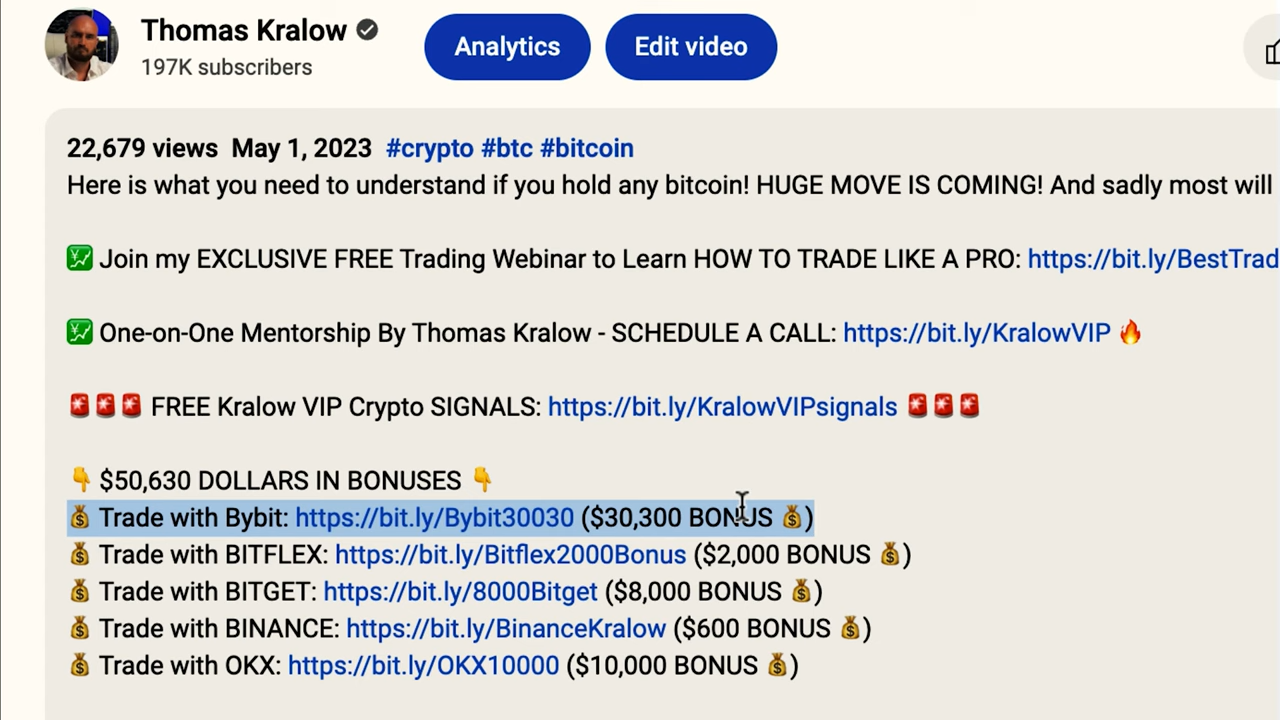 Thomas Kralow
197K subscribers
Analytics
Edit video
22,679 views May 1, 2023 #crypto #btc #bitcoin
Here is what you need to understand if you hold any bitcoin! HUGE MOVE IS COMING! And sadly most will
Join my EXCLUSIVE FREE Trading Webinar to Learn HOW TO TRADE LIKE A PRO: https://bit.ly/BestTrad
One-on-One Mentorship By Thomas Kralow - SCHEDULE A CALL: https://bit.ly/KralowVIP 🔥
🚨🚨🚨 FREE Kralow VIP Crypto SIGNALS: https://bit.ly/KralowVIPsignals 🚨🚨🚨
👇 $50,630 DOLLARS IN BONUSES 👇
💰 Trade with Bybit: https://bit.ly/Bybit30030 ($30,300 BONUS 💰)
💰 Trade with BITFLEX: https://bit.ly/Bitflex2000Bonus ($2,000 BONUS 💰)
💰 Trade with BITGET: https://bit.ly/8000Bitget ($8,000 BONUS 💰)
💰 Trade with BINANCE: https://bit.ly/BinanceKralow ($600 BONUS 💰)
💰 Trade with OKX: https://bit.ly/OKX10000 ($10,000 BONUS 💰)